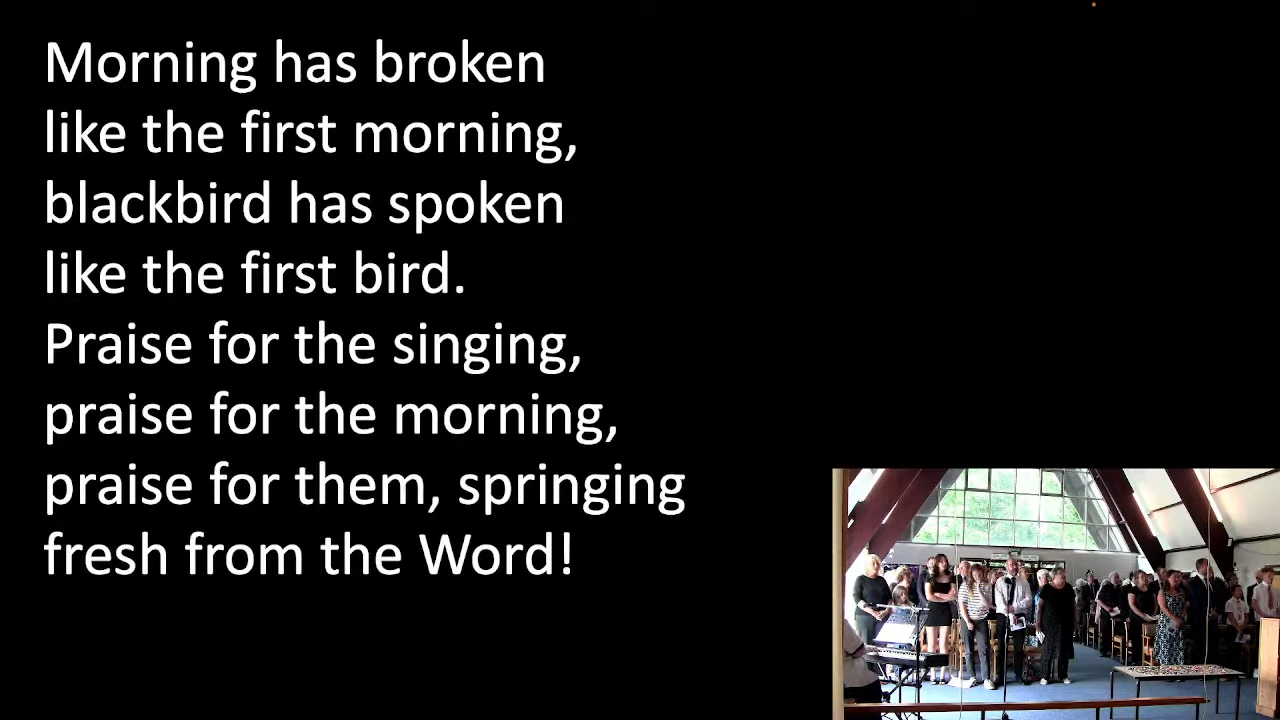 Morning has broken
like the first morning,
blackbird has spoken
like the first bird.
Praise for the singing,
praise for the morning,
praise for them, springing
fresh from the Word!